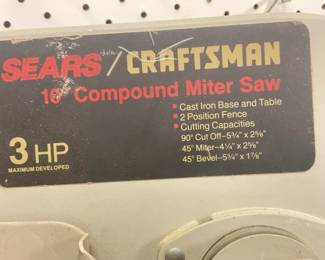 SEARS / CRAFTSMAN
10" Compound Miter Saw
• Cast Iron Base and Table
• 2 Position Fence
• Cutting Capacities
90° Cut Off–5¾" x 2⅝"
45° Miter–4¼" x 2⅝"
45° Bevel–5¾" x 1⅞"
3 HP
MAXIMUM DEVELOPED